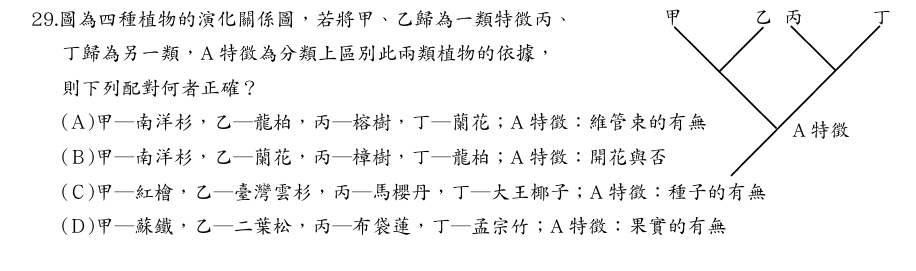 29.圖為四種植物的演化關係圖，若將甲、乙歸為一類特徵丙、
丁歸為另一類，A 特徵為分類上區別此兩類植物的依據，
則下列配對何者正確？
(A)甲—南洋杉，乙—龍柏，丙—榕樹，丁—蘭花；A 特徵：維管束的有無
(B)甲—南洋杉，乙—蘭花，丙—樟樹，丁—龍柏；A 特徵：開花與否
(C)甲—紅檜，乙—臺灣雲杉，丙—馬櫻丹，丁—大王椰子；A 特徵：種子的有無
(D)甲—蘇鐵，乙—二葉松，丙—布袋蓮，丁—孟宗竹；A 特徵：果實的有無
甲 乙 丙 丁
A 特徵